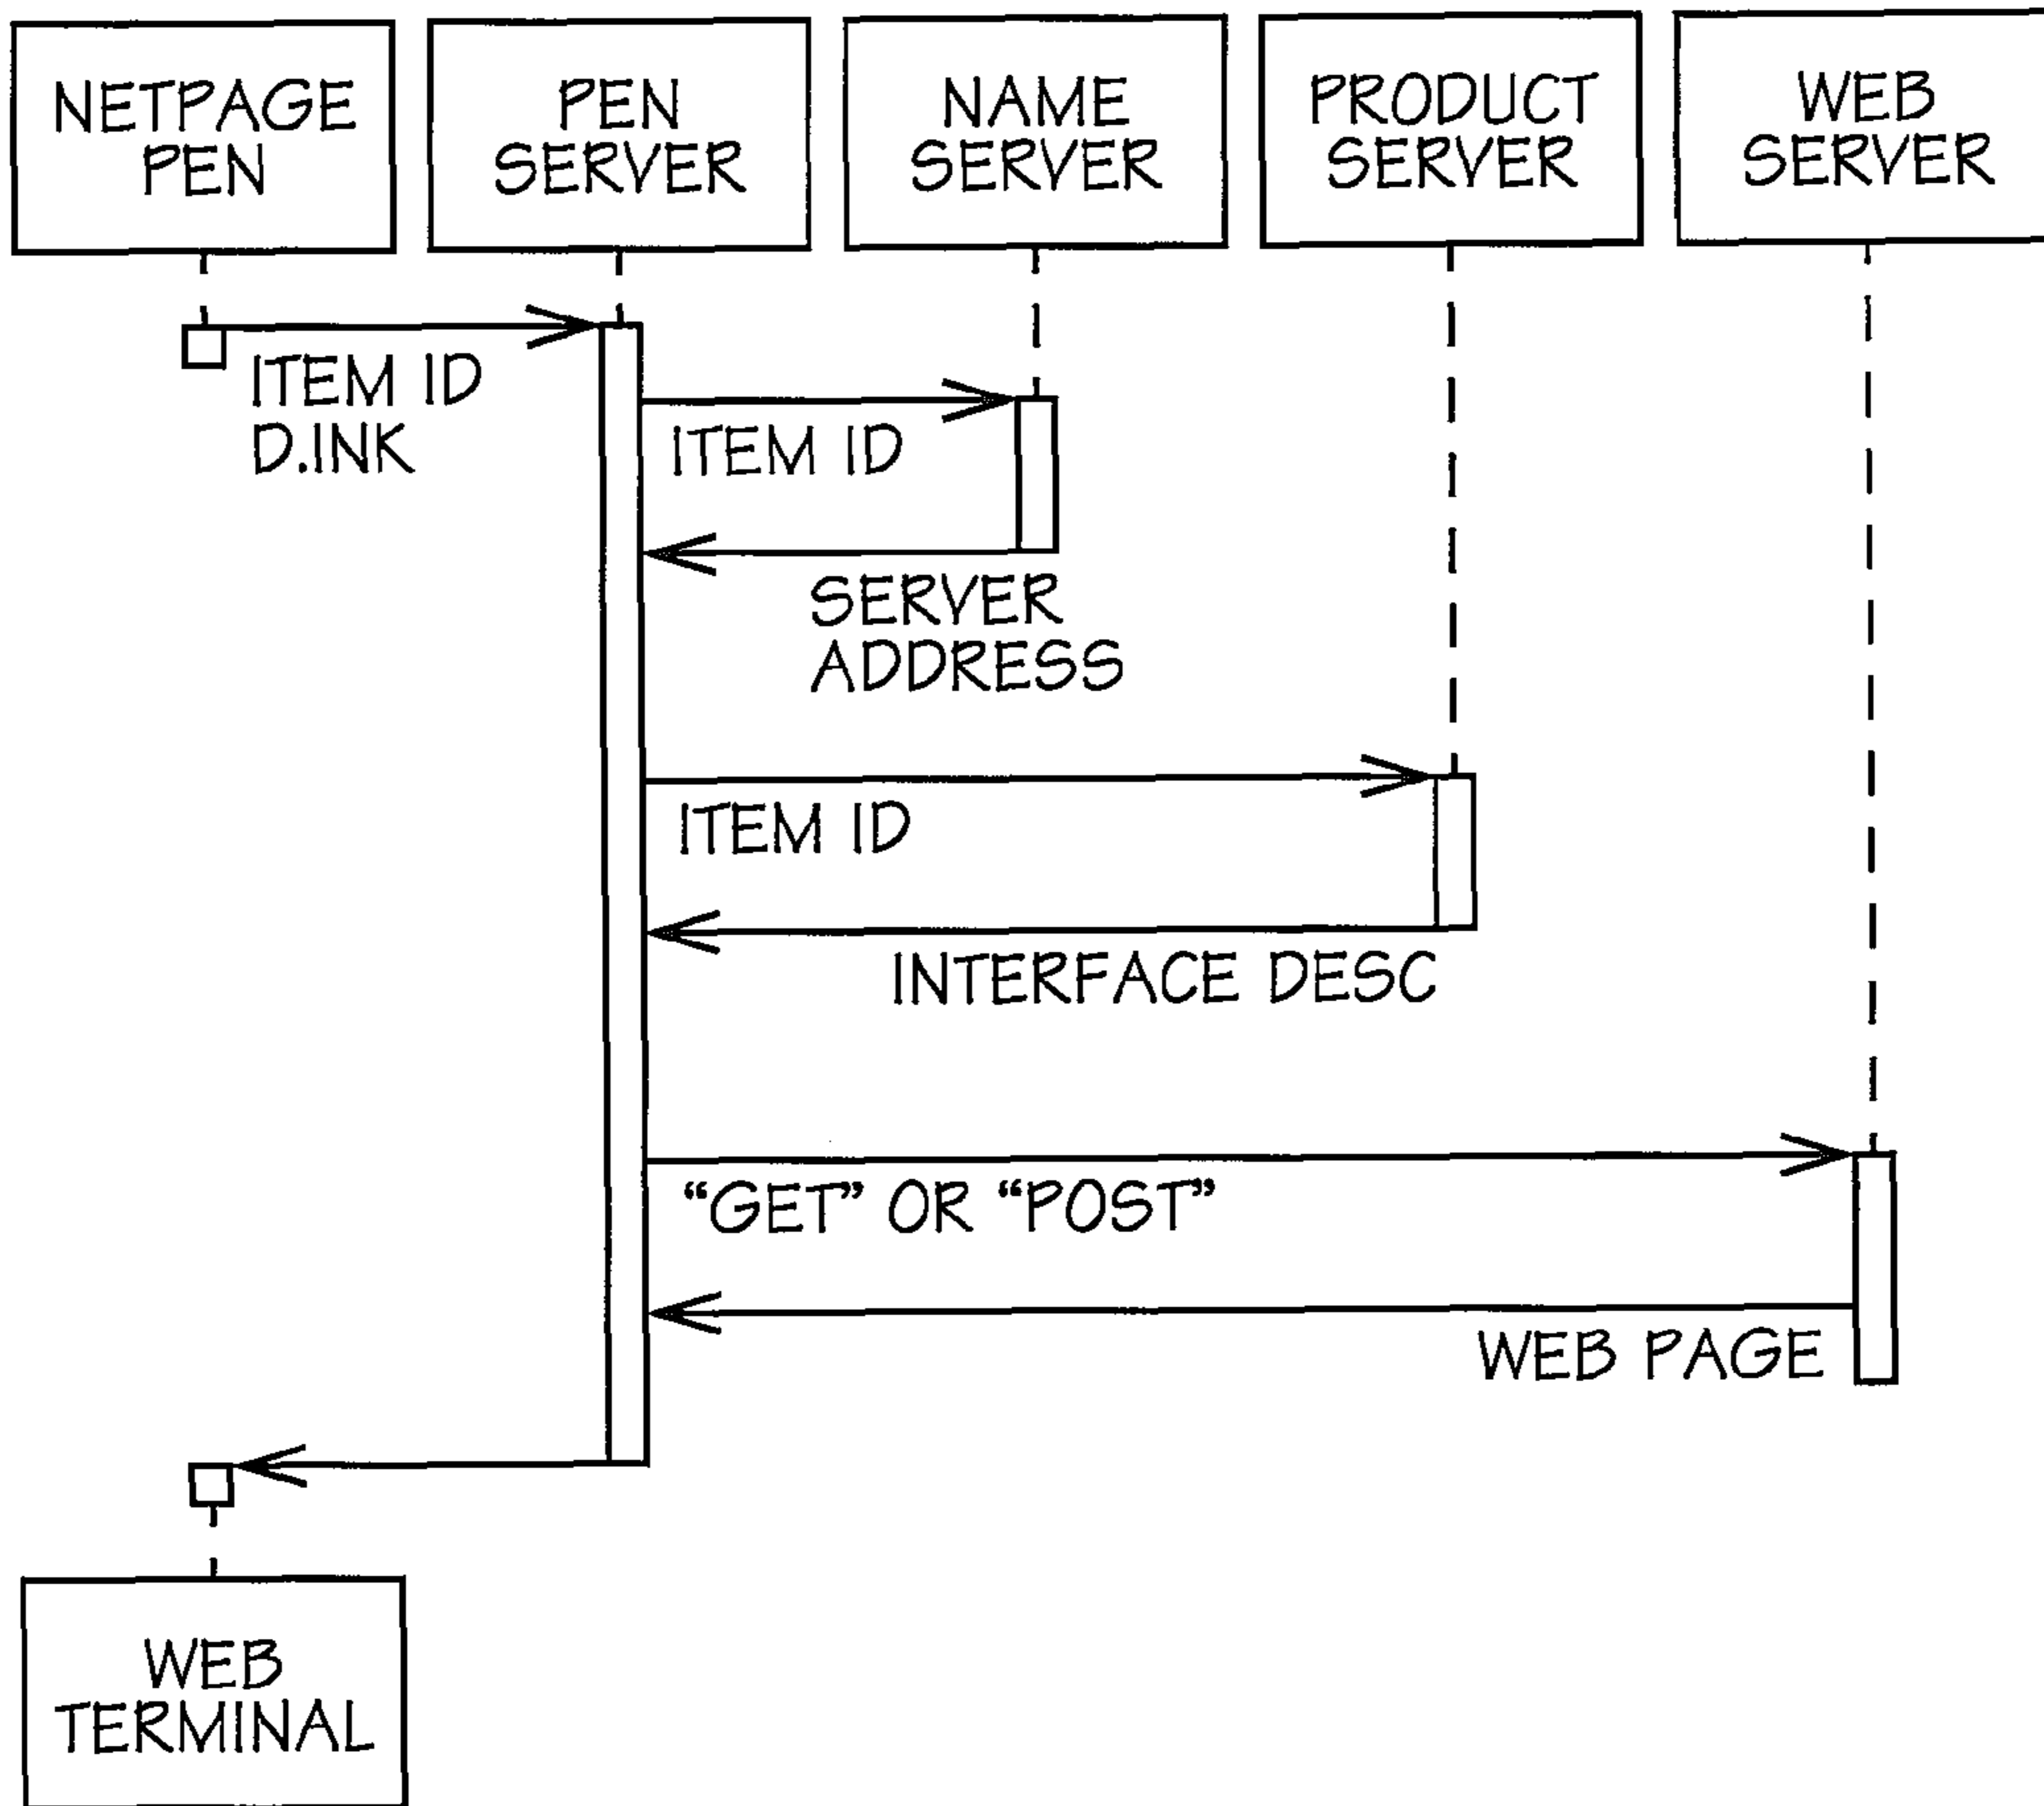 NETPAGE
PEN
PEN
SERVER
NAME
SERVER
PRODUCT
SERVER
WEB
SERVER
ITEM ID
D.INK
ITEM ID
SERVER
ADDRESS
ITEM ID
INTERFACE DESC
“GET” OR “POST”
WEB PAGE
WEB
TERMINAL